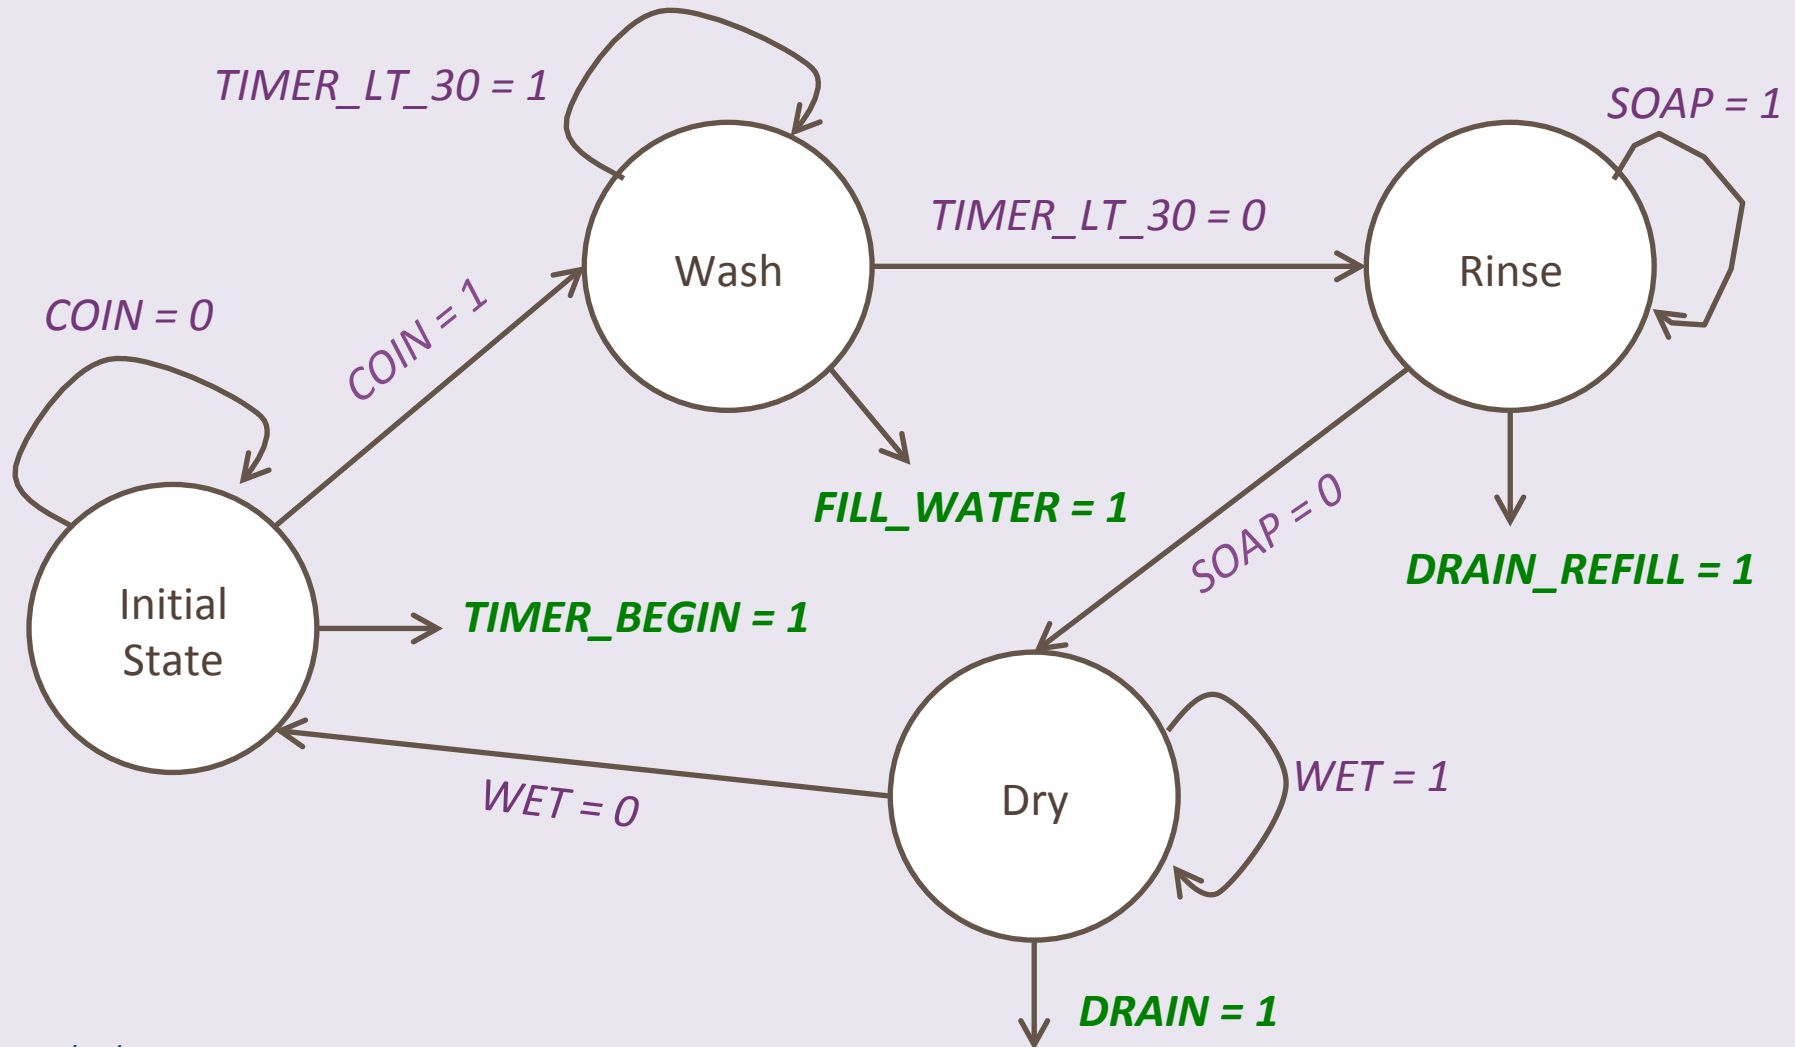 TIMER_LT_30 = 1
SOAP = 1
TIMER_LT_30 = 0
Wash
Rinse
COIN = 0
COIN = 1
FILL_WATER = 1
SOAP = 0
DRAIN_REFILL = 1
Initial
State
TIMER_BEGIN = 1
WET = 1
WET = 0
Dry
DRAIN = 1